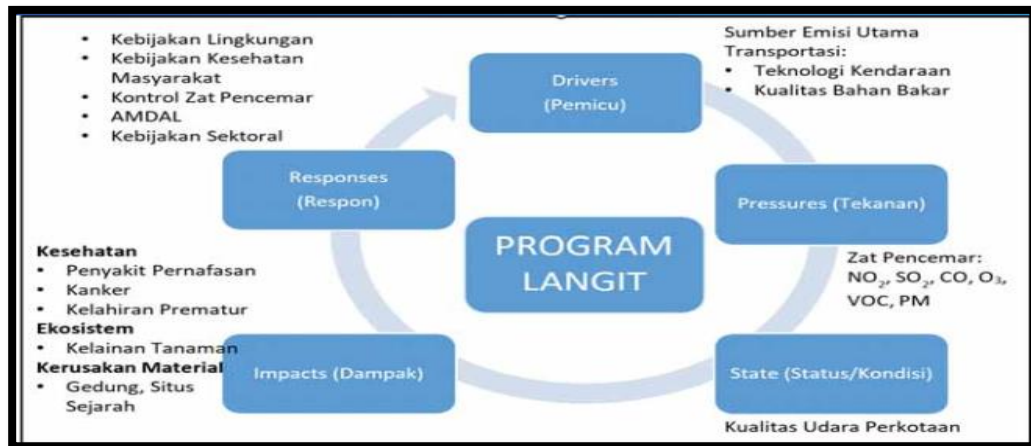 • Kebijakan Lingkungan
• Kebijakan Kesehatan
Masyarakat
• Kontrol Zat Pencemar
• AMDAL
• Kebijakan Sektoral
Drivers
(Pemicu)
Sumber Emisi Utama
Transportasi:
• Teknologi Kendaraan
• Kualitas Bahan Bakar
Responses
(Respon)
PROGRAM
LANGIT
Pressures (Tekanan)
Zat Pencemar:
NO₂, SO₂, CO, O₃,
VOC, PM
Kesehatan
• Penyakit Pernafasan
• Kanker
• Kelahiran Prematur
Ekosistem
• Kelainan Tanaman
Kerusakan Material
• Gedung, Situs
Sejarah
Impacts (Dampak)
State (Status/Kondisi)
Kualitas Udara Perkotaan